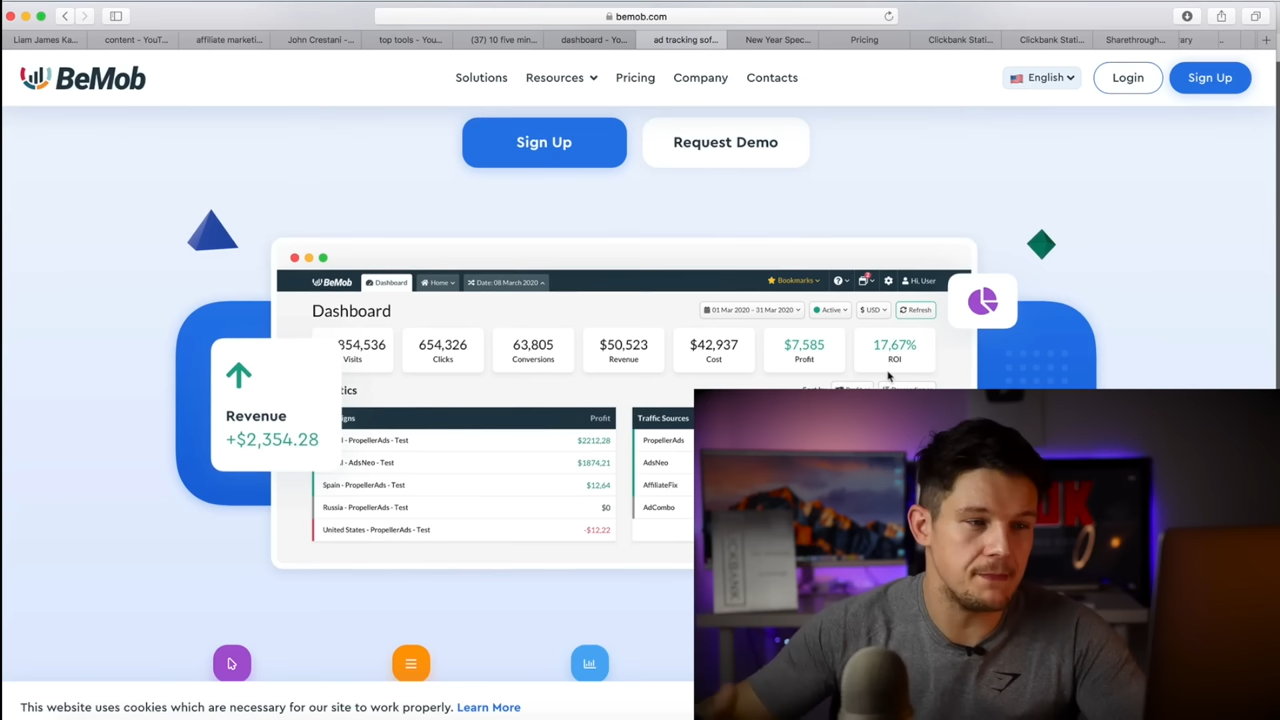 bemob.com
Liam James Ka...
content - YouT...
affiliate marketi...
John Crestani -...
top tools - You...
(37) 10 five min...
dashboard - Yo...
ad tracking sof...
New Year Spec...
Pricing
Clickbank Stati...
Clickbank Stati...
Sharethrough...
ary
BeMob
Solutions
Resources
Pricing
Company
Contacts
English
Login
Sign Up
Sign Up
Request Demo
BeMob
Dashboard
Home
Date: 08 March 2020
Bookmarks
Hi, User
Dashboard
01 Mar 2020 - 31 Mar 2020
Active
USD
Refresh
854,536
Visits
654,326
Clicks
63,805
Conversions
$50,523
Revenue
$42,937
Cost
$7,585
Profit
17,67%
ROI
Revenue
+$2,354.28
tics
igns
Profit
l - PropellerAds - Test
$2212,28
l - AdsNeo - Test
$1874,21
Spain - PropellerAds - Test
$12,64
Russia - PropellerAds - Test
$0
United States - PropellerAds - Test
-$12,22
Traffic Sources
PropellerAds
AdsNeo
AffiliateFix
AdCombo
This website uses cookies which are necessary for our site to work properly. Learn More